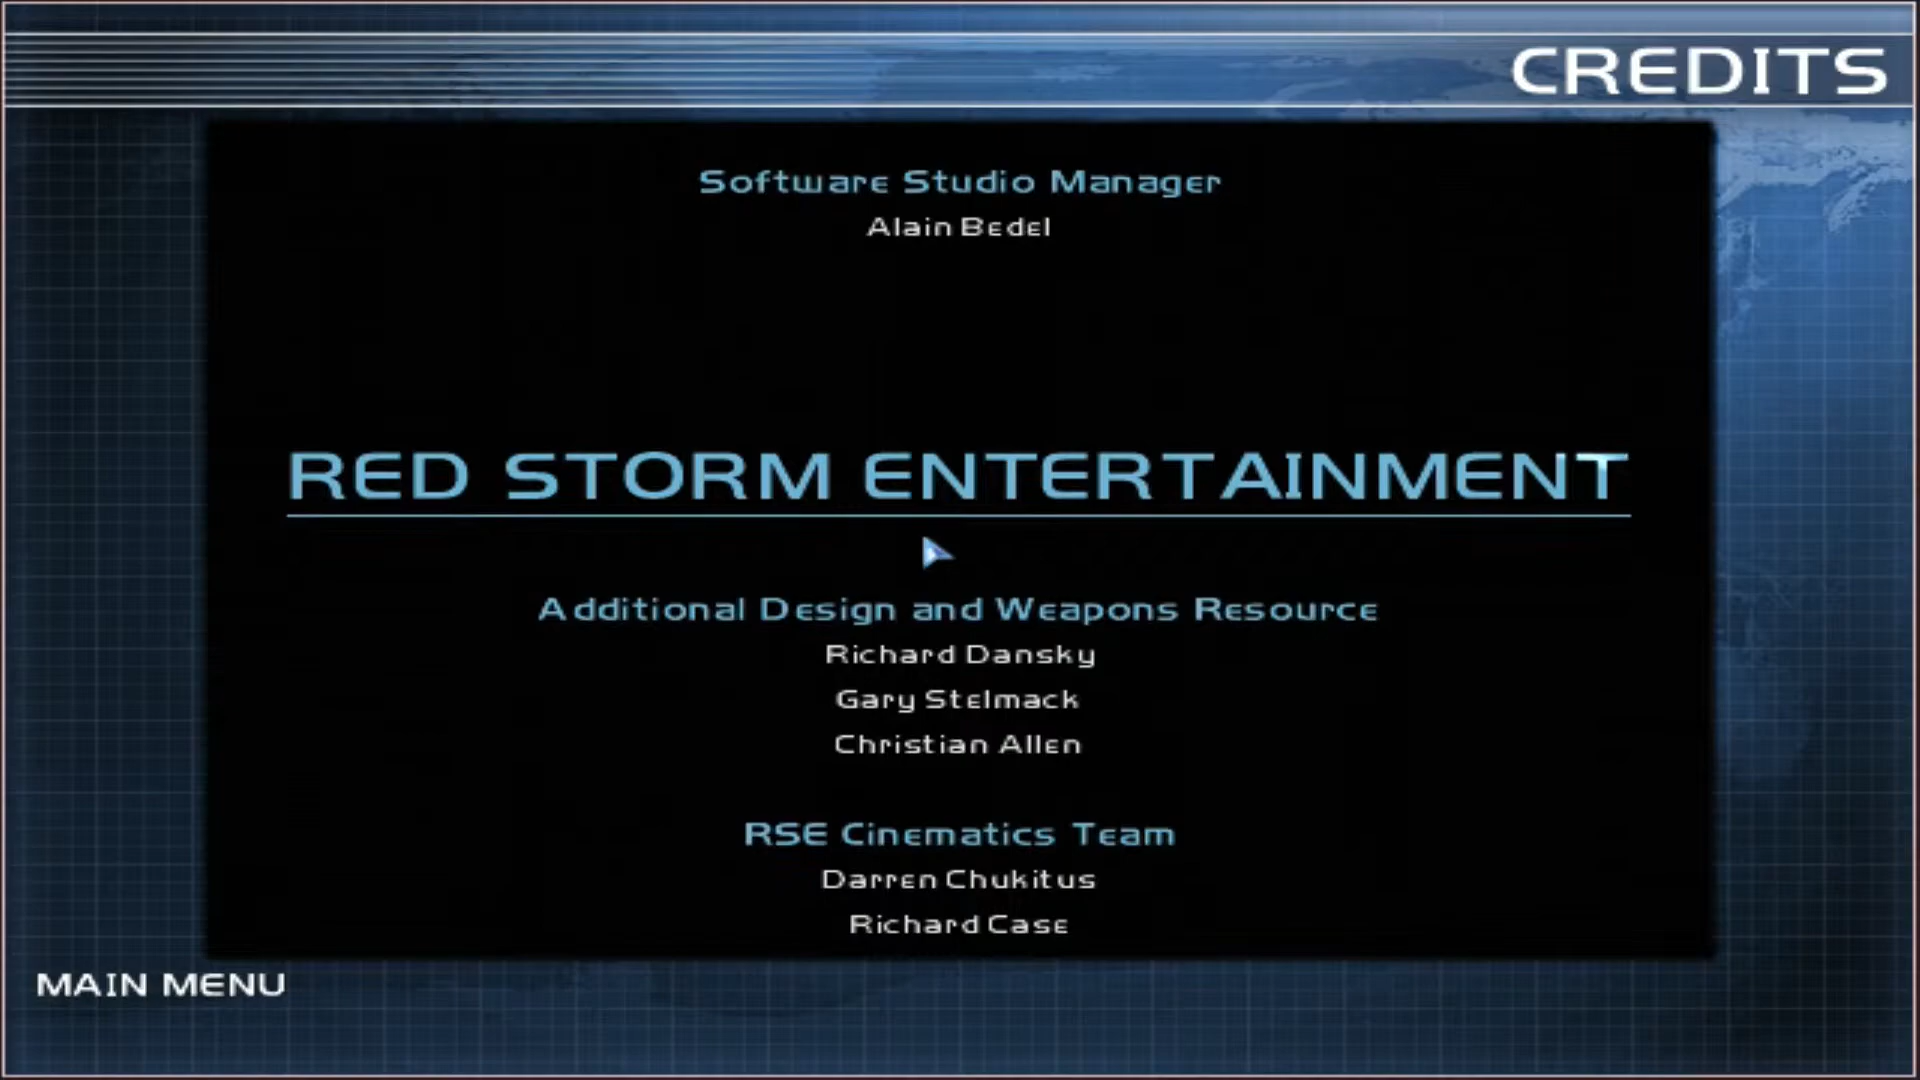 CREDITS
Software Studio Manager
Alain Bedel
RED STORM ENTERTAINMENT
Additional Design and Weapons Resource
Richard Dansky
Gary Stelmack
Christian Allen
RSE Cinematics Team
Darren Chukitus
Richard Case
MAIN MENU